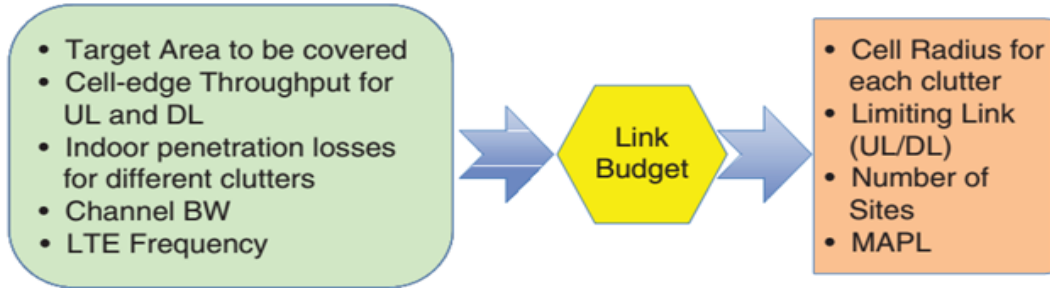 • Target Area to be covered
• Cell-edge Throughput for
UL and DL
• Indoor penetration losses
for different clutters
• Channel BW
• LTE Frequency
Link
Budget
• Cell Radius for
each clutter
• Limiting Link
(UL/DL)
• Number of
Sites
• MAPL